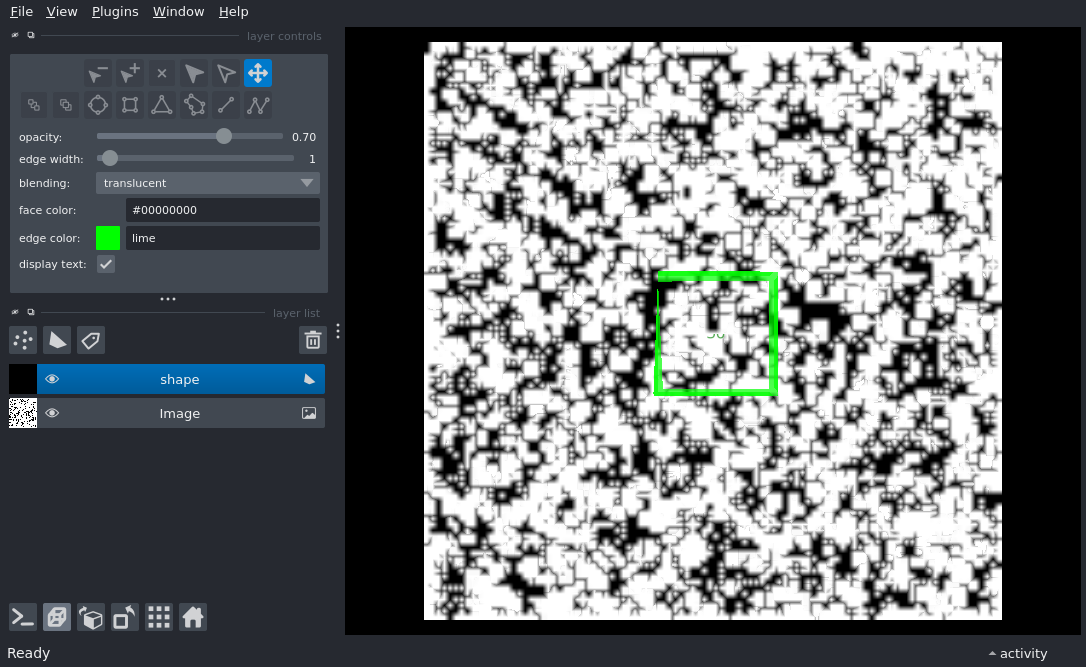 File View Plugins Window Help
layer controls
opacity: 0.70
edge width: 1
blending: translucent
face color: #00000000
edge color: lime
display text:
layer list
shape
Image
Ready
activity